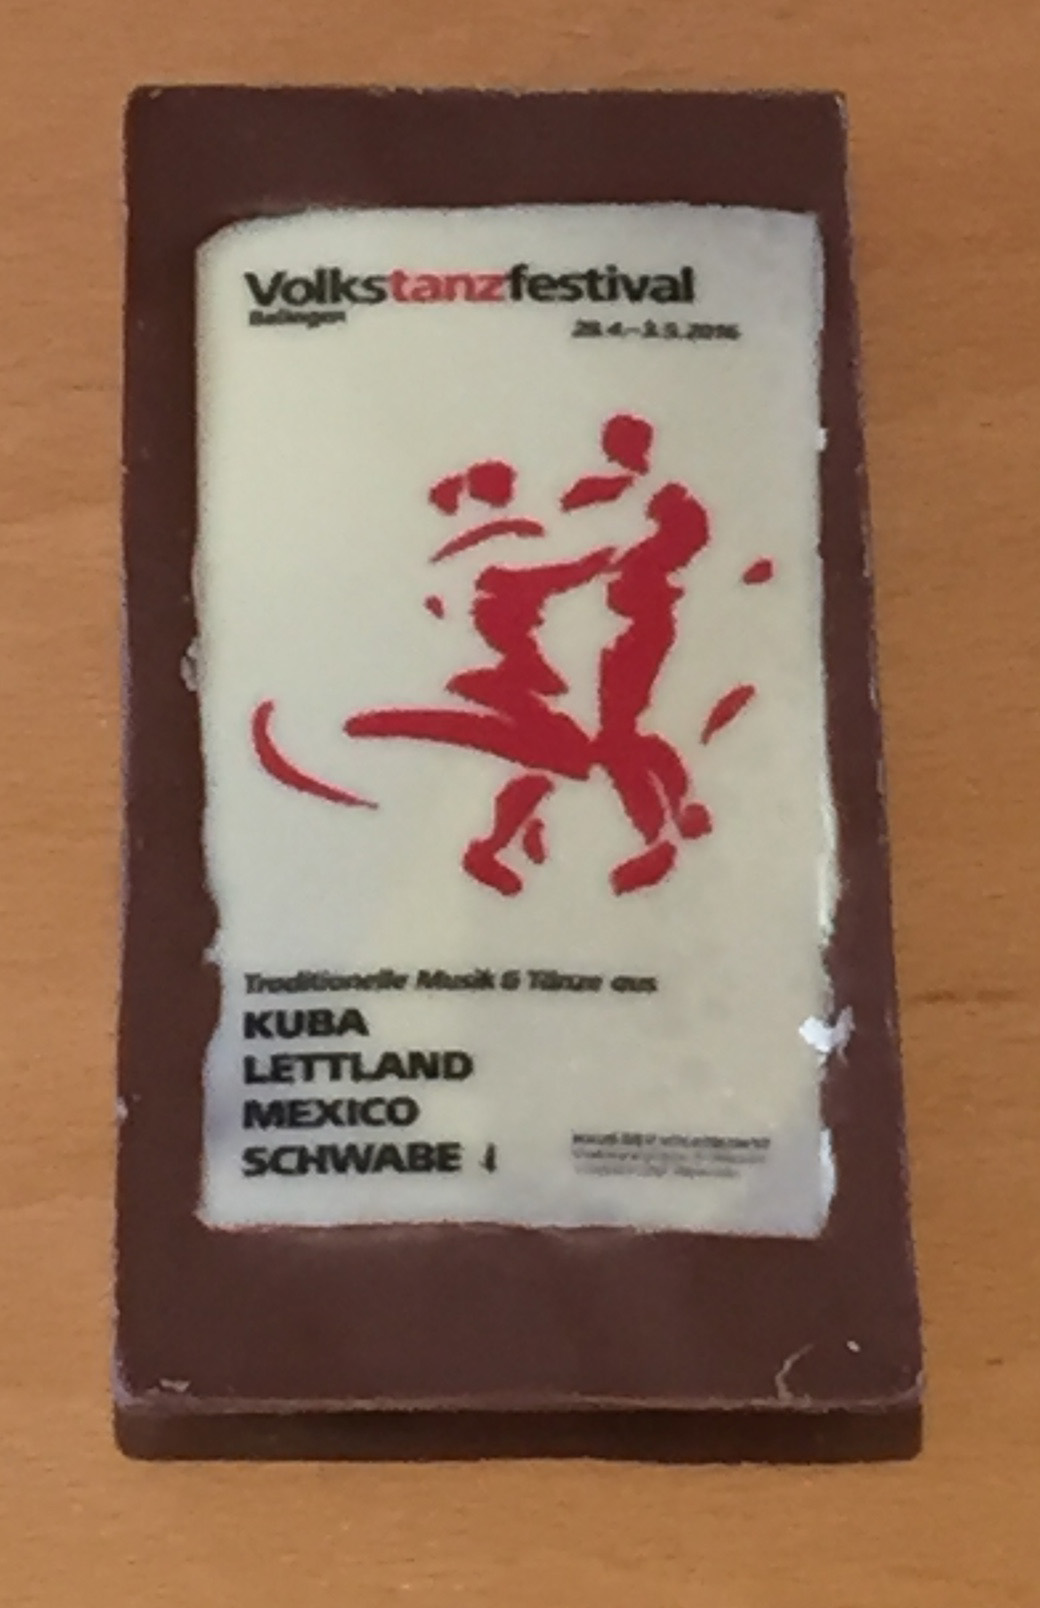 Volkstanzfestival
Balingen
28.4.-3.5.2016
Traditionelle Musik & Tänze aus
KUBA
LETTLAND
MEXICO
SCHWABE